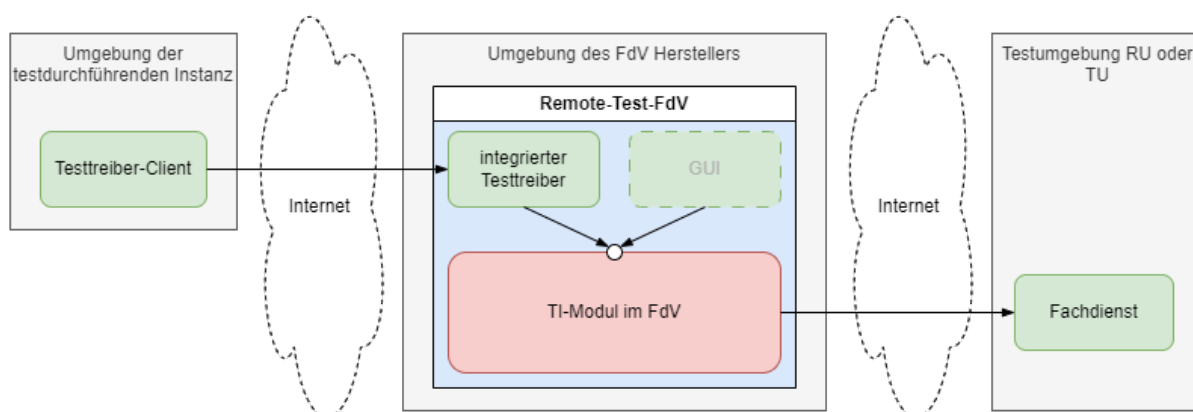 Umgebung der
testdurchführenden Instanz
Testtreiber-Client
Internet
Umgebung des FdV Herstellers
Remote-Test-FdV
integrierter
Testtreiber
GUI
TI-Modul im FdV
Internet
Testumgebung RU oder
TU
Fachdienst